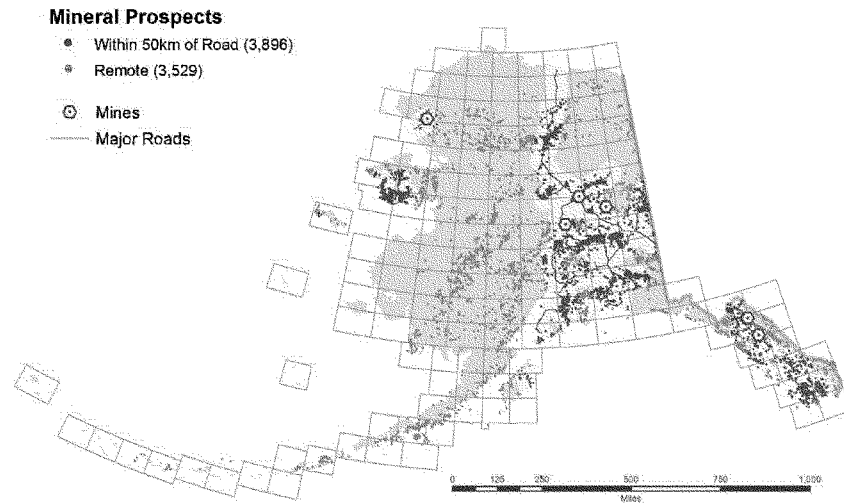 Mineral Prospects
Within 50km of Road (3,896)
Remote (3,529)
Mines
Major Roads
0 125 250 500 750 1,000
Miles